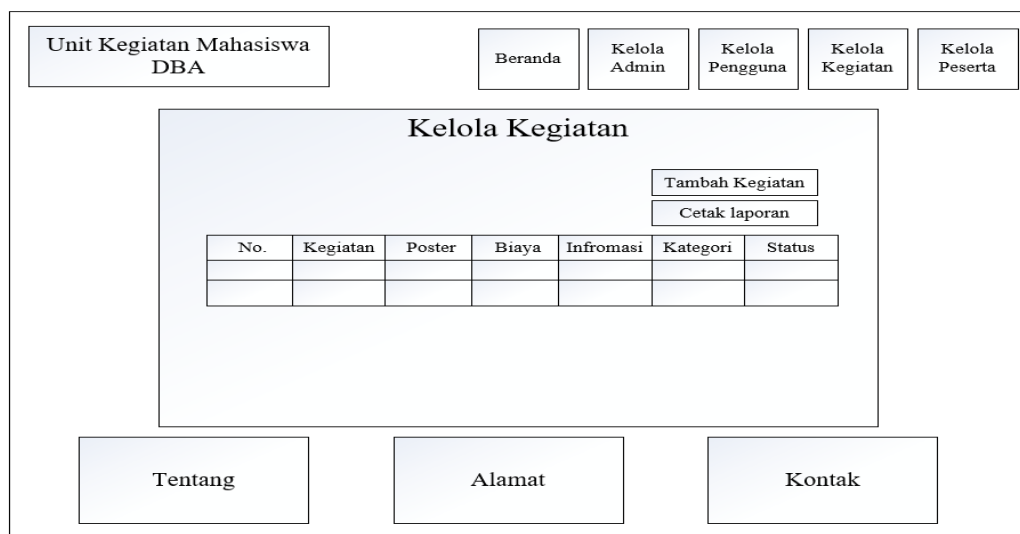 Unit Kegiatan Mahasiswa
DBA
Beranda
Kelola
Admin
Kelola
Pengguna
Kelola
Kegiatan
Kelola
Peserta
Kelola Kegiatan
Tambah Kegiatan
Cetak laporan
No. Kegiatan Poster Biaya Infromasi Kategori Status
Tentang
Alamat
Kontak